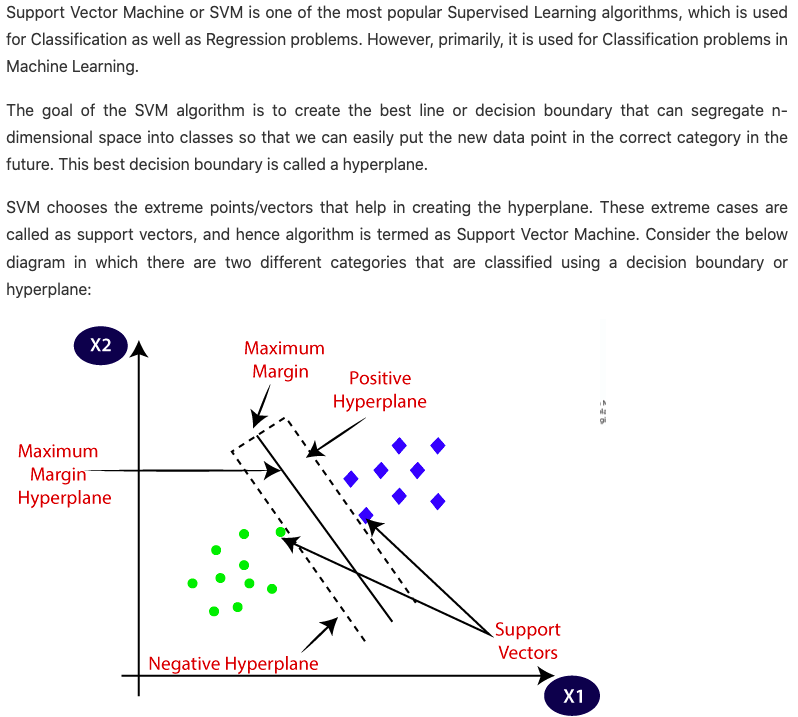 Support Vector Machine or SVM is one of the most popular Supervised Learning algorithms, which is used
for Classification as well as Regression problems. However, primarily, it is used for Classification problems in
Machine Learning.
The goal of the SVM algorithm is to create the best line or decision boundary that can segregate n-
dimensional space into classes so that we can easily put the new data point in the correct category in the
future. This best decision boundary is called a hyperplane.
SVM chooses the extreme points/vectors that help in creating the hyperplane. These extreme cases are
called as support vectors, and hence algorithm is termed as Support Vector Machine. Consider the below
diagram in which there are two different categories that are classified using a decision boundary or
hyperplane:
X2
Maximum
Margin
Positive
Hyperplane
Maximum
Margin
Hyperplane
Support
Vectors
Negative Hyperplane
X1